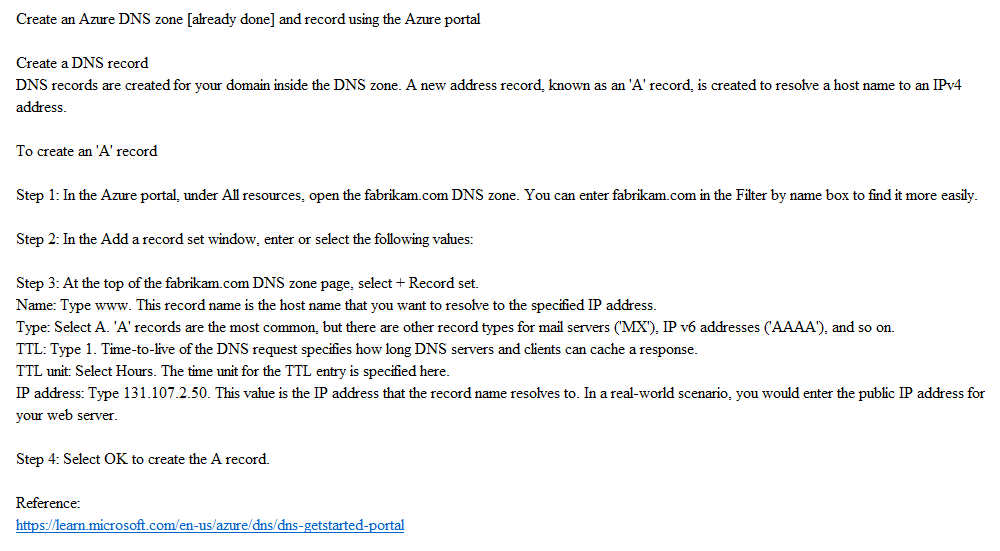 Create an Azure DNS zone [already done] and record using the Azure portal
Create a DNS record
DNS records are created for your domain inside the DNS zone. A new address record, known as an 'A' record, is created to resolve a host name to an IPv4
address.
To create an 'A' record
Step 1: In the Azure portal, under All resources, open the fabrikam.com DNS zone. You can enter fabrikam.com in the Filter by name box to find it more easily.
Step 2: In the Add a record set window, enter or select the following values:
Step 3: At the top of the fabrikam.com DNS zone page, select + Record set.
Name: Type www. This record name is the host name that you want to resolve to the specified IP address.
Type: Select A. 'A' records are the most common, but there are other record types for mail servers ('MX'), IP v6 addresses ('AAAA'), and so on.
TTL: Type 1. Time-to-live of the DNS request specifies how long DNS servers and clients can cache a response.
TTL unit: Select Hours. The time unit for the TTL entry is specified here.
IP address: Type 131.107.2.50. This value is the IP address that the record name resolves to. In a real-world scenario, you would enter the public IP address for
your web server.
Step 4: Select OK to create the A record.
Reference:
https://learn.microsoft.com/en-us/azure/dns/dns-getstarted-portal